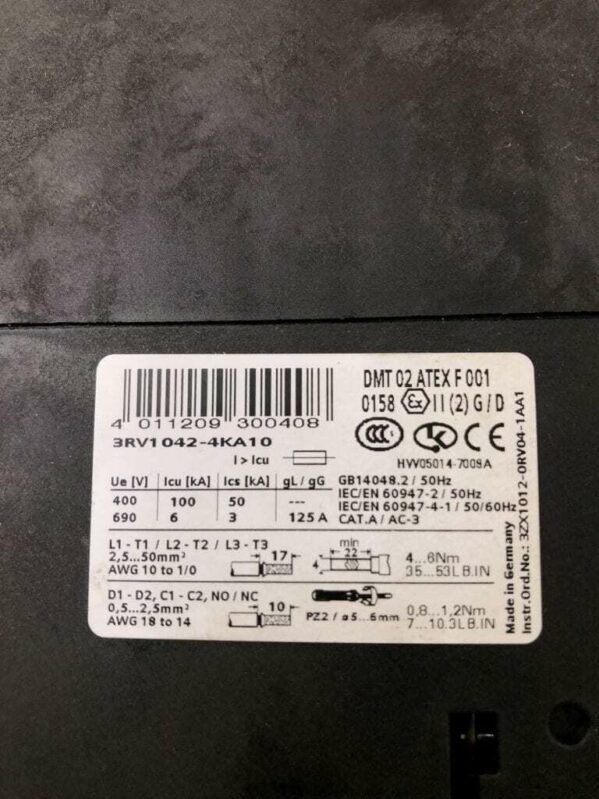 4 011209 300408
3RV1042-4KA10
DMT 02 ATEX F 001
0158 Ex II (2) G/D
CCC CE
I > Icu
HVV05014-7009A
Ue [V] Icu [kA] Ics [kA] gL / gG
400 100 50 ---
690 6 3 125 A
GB14048.2 / 50Hz
IEC/EN 60947-2 / 50Hz
IEC/EN 60947-4-1 / 50/60Hz
CAT.A / AC-3
L1 - T1 / L2 - T2 / L3 - T3
2,5...50mm²
AWG 10 to 1/0
17
min
22
4
4...6Nm
35...53LB.IN
D1 - D2, C1 - C2, NO / NC
0,5...2,5mm²
AWG 18 to 14
10
PZ2 / ø5...6mm
0,8...1,2Nm
7...10.3LB.IN
Made in Germany
Instr.Ord.No.: 3ZX1012-0RV04-1AA1